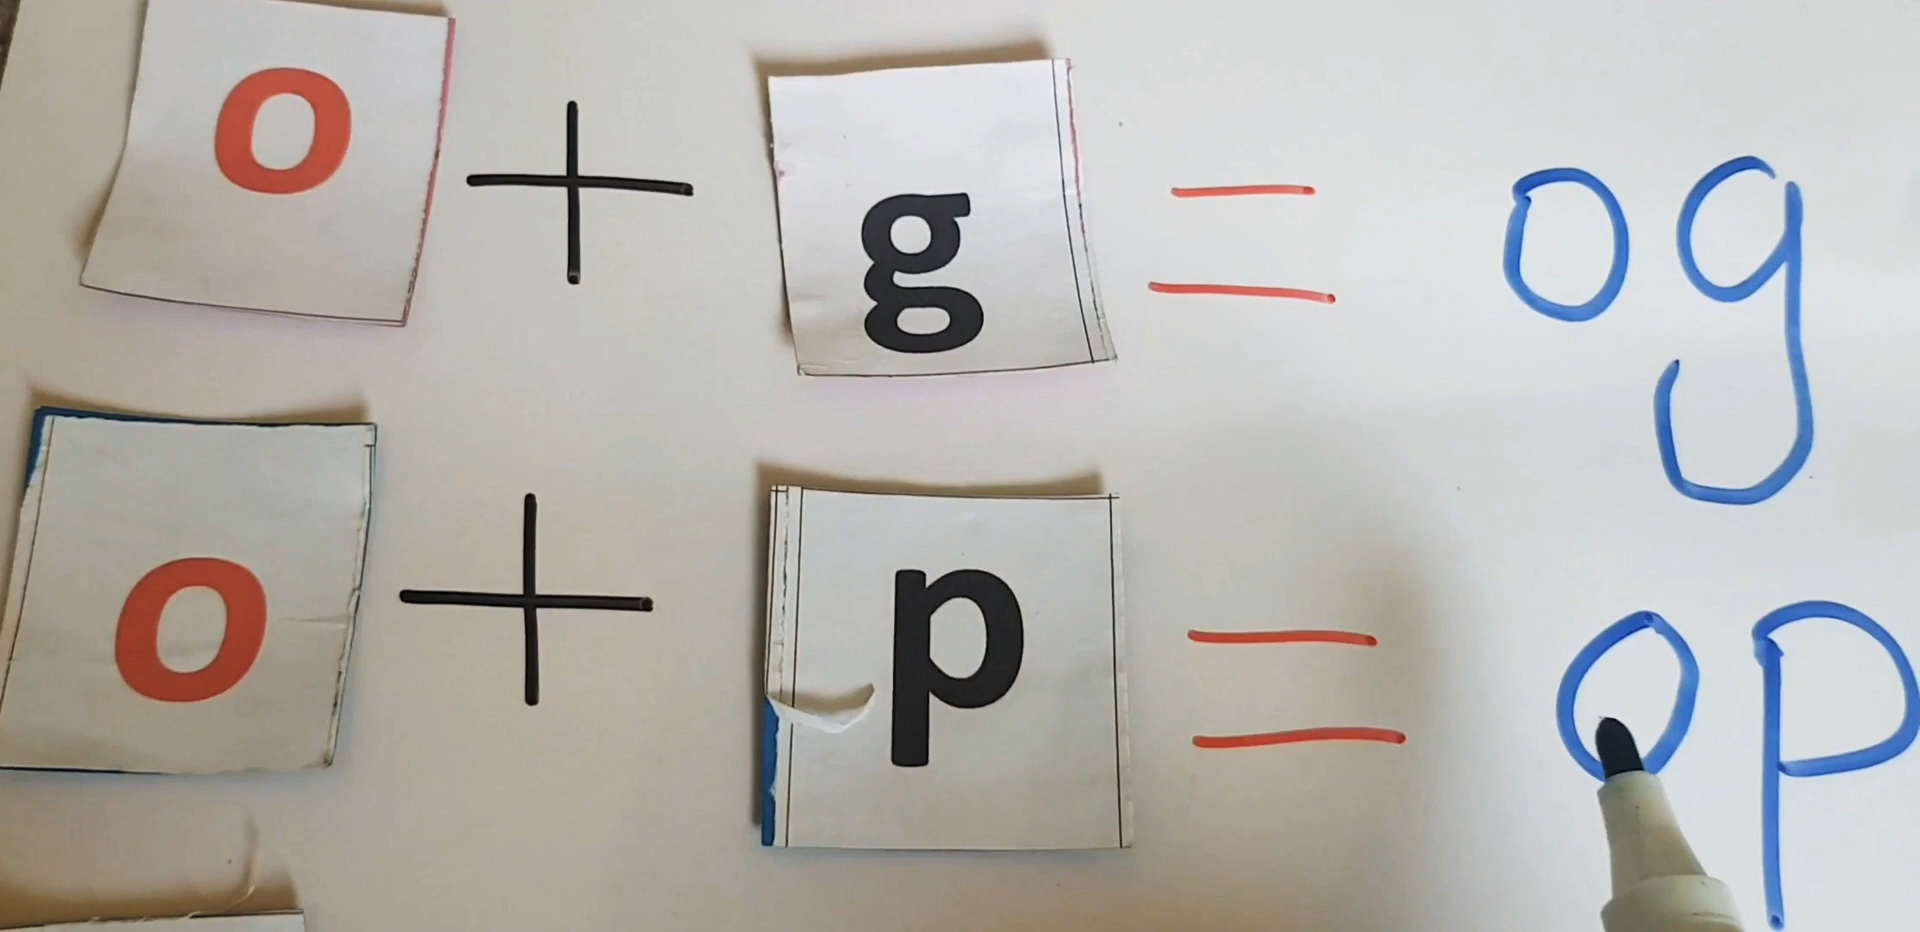 o + g = og
o + p = op